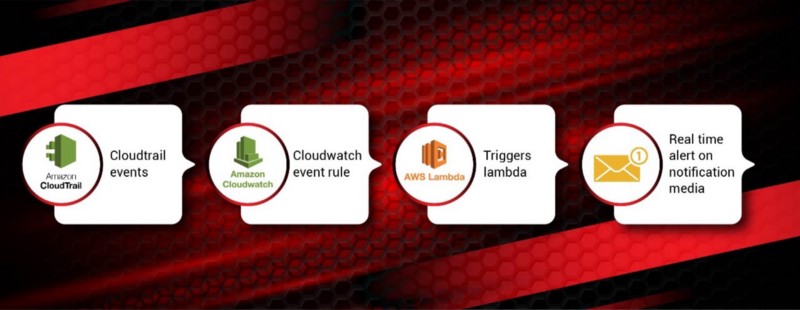 Amazon
CloudTrail
Cloudtrail
events
Amazon
Cloudwatch
Cloudwatch
event rule
AWS Lambda
Triggers
lambda
1
Real time
alert on
notification
media